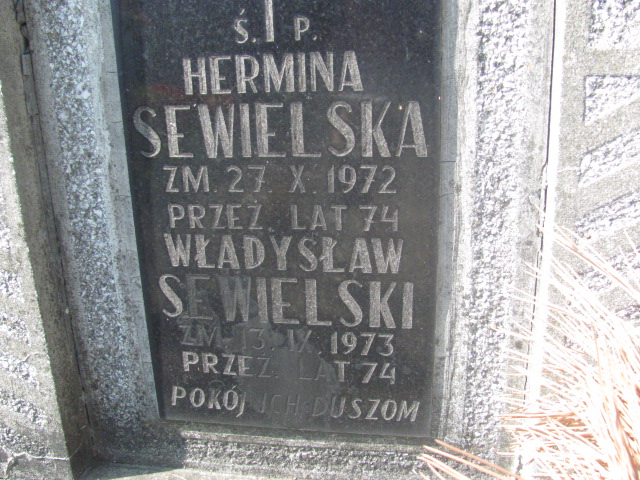 Ś. P.
HERMINA
SEWIELSKA
ZM. 27. X. 1972
PRZEŻ. LAT 74
WŁADYSŁAW
SEWIELSKI
ZM. 13. IX. 1973
PRZEŻ. LAT 74
POKÓJ ICH DUSZOM